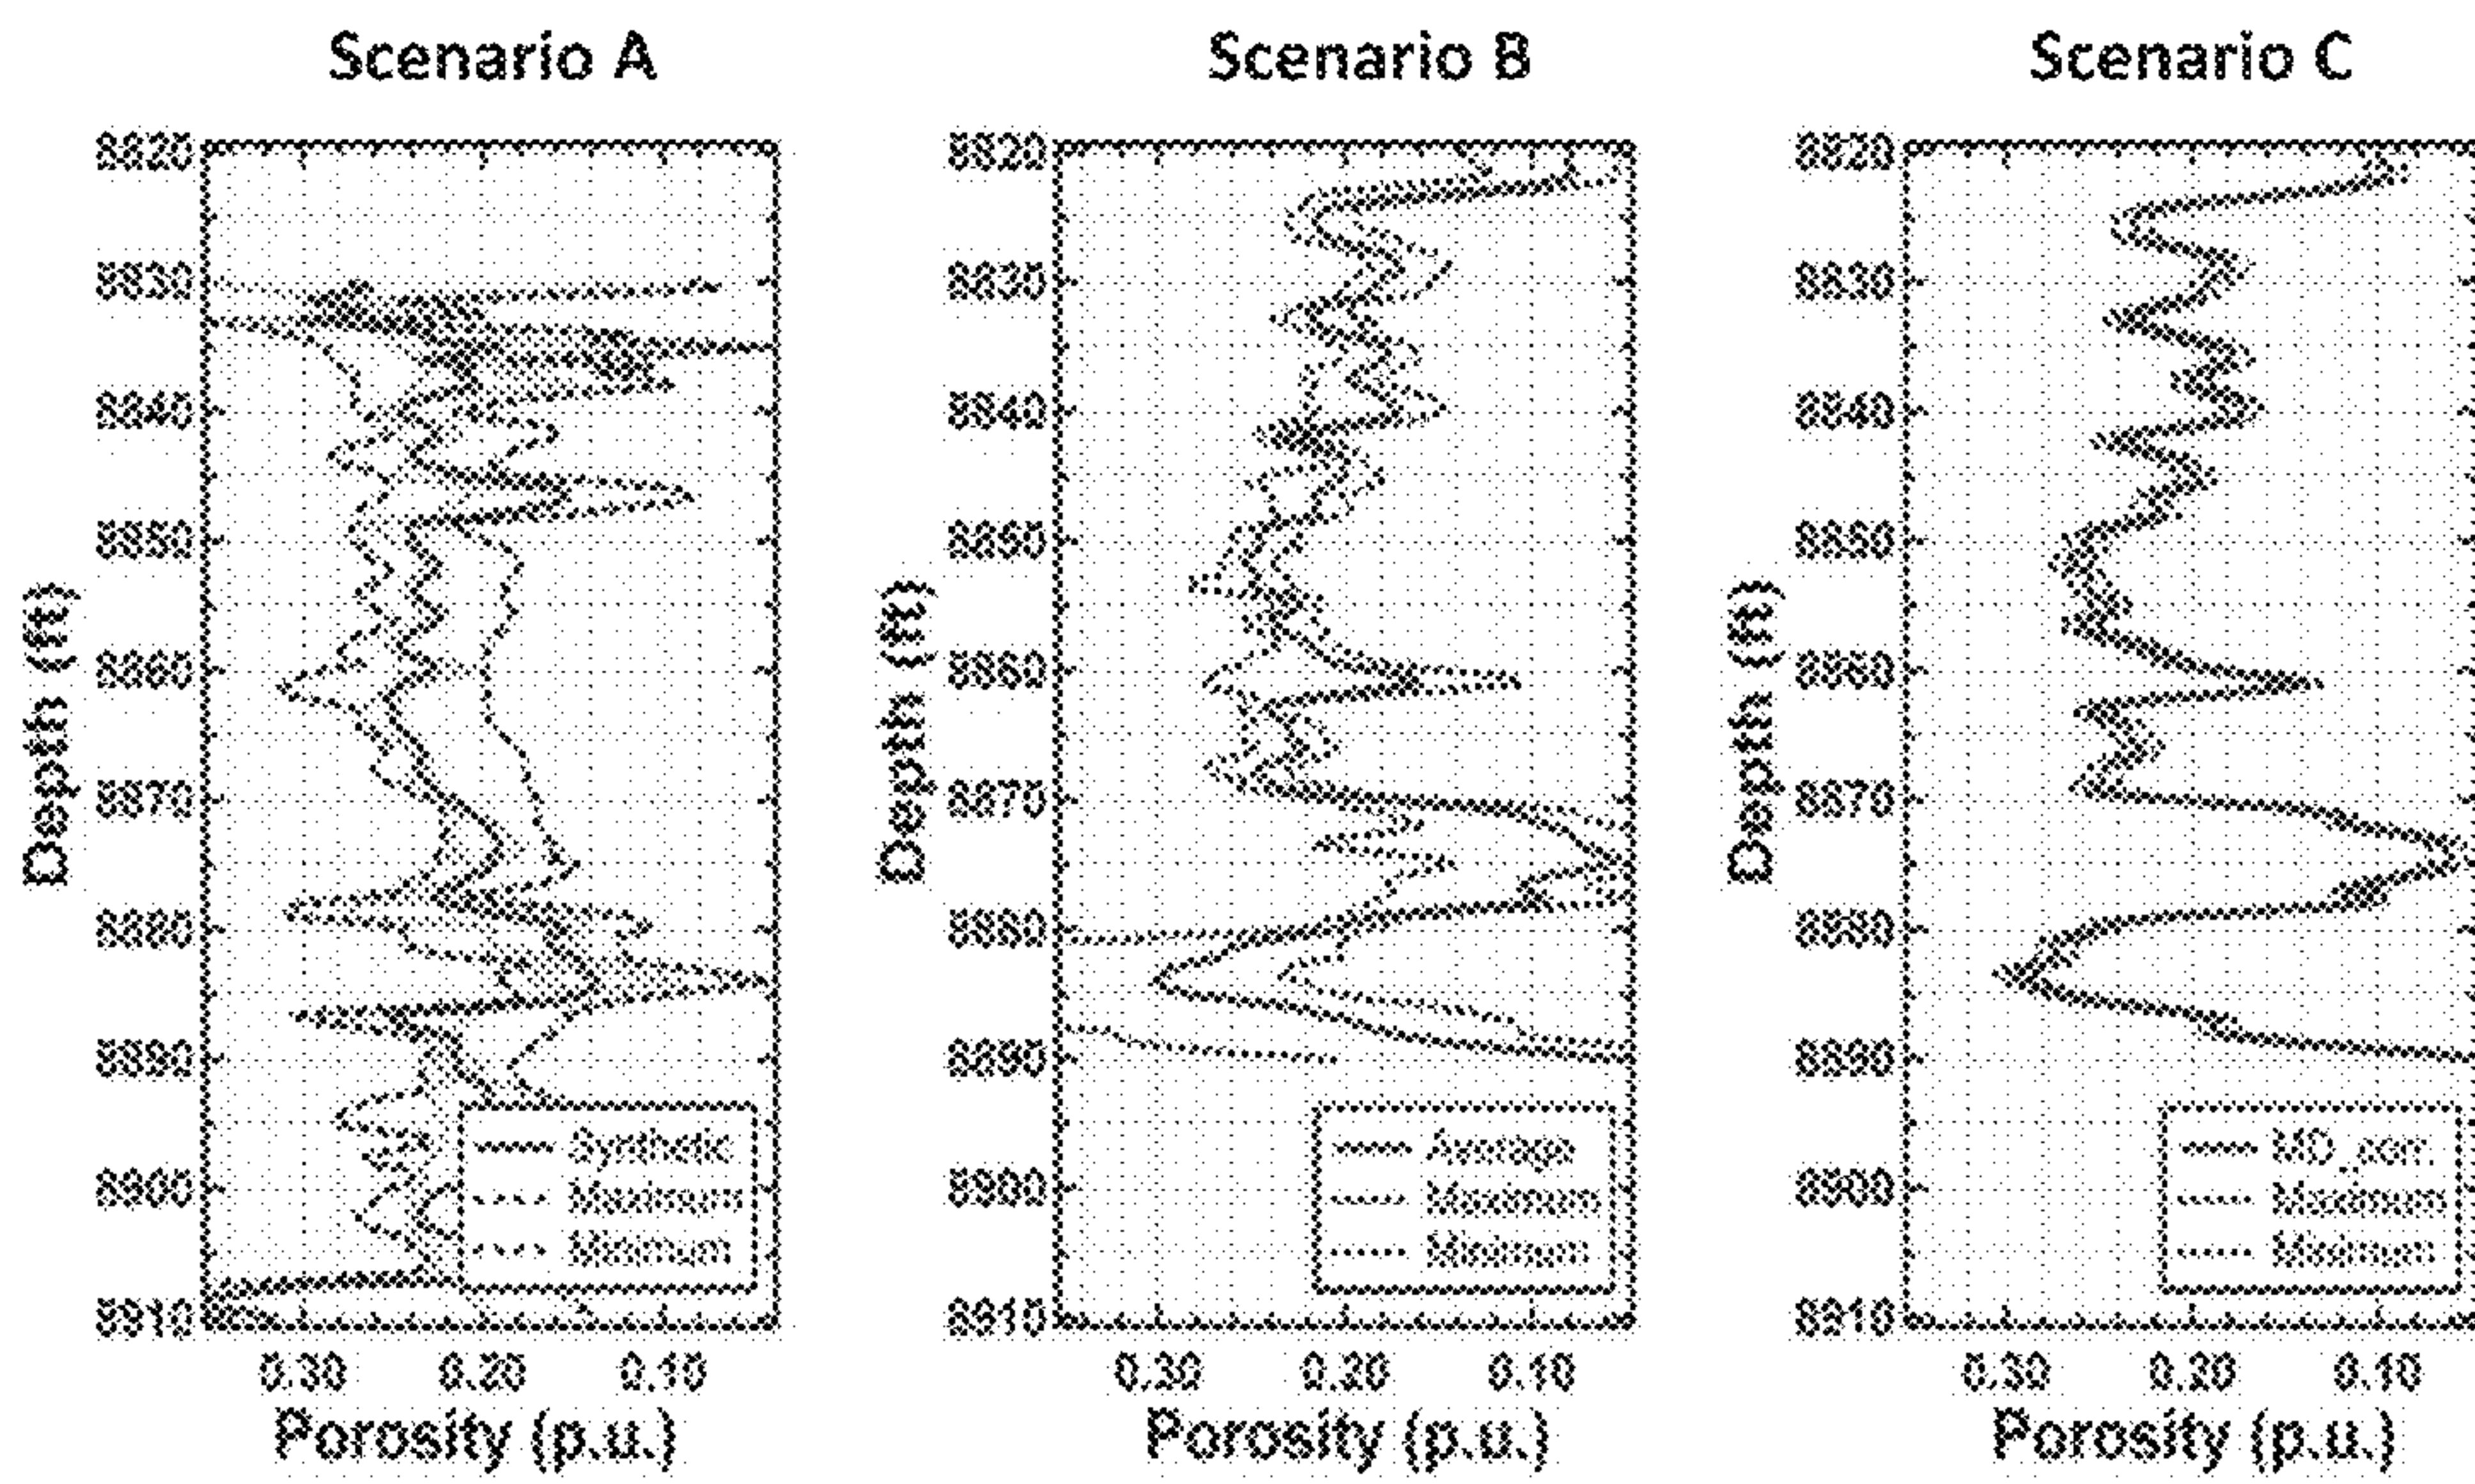 Scenario A
Depth (ft)
8820
8830
8840
8850
8860
8870
8880
8890
8900
8910
0.30 0.20 0.10
Porosity (p.u.)
Synthetic
Maximum
Minimum
Scenario B
Depth (ft)
8820
8830
8840
8850
8860
8870
8880
8890
8900
8910
0.30 0.20 0.10
Porosity (p.u.)
Average
Maximum
Minimum
Scenario C
Depth (ft)
8820
8830
8840
8850
8860
8870
8880
8890
8900
8910
0.30 0.20 0.10
Porosity (p.u.)
MD_corr.
Maximum
Minimum